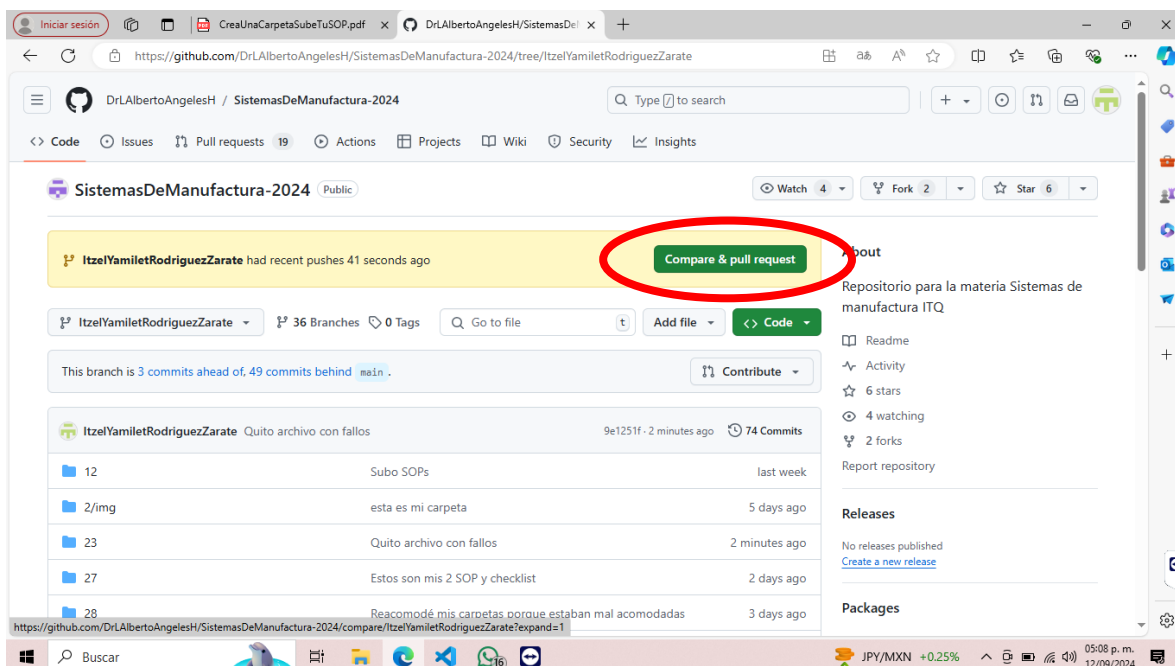 Iniciar sesión
CreaUnaCarpetaSubeTuSOP.pdf
DrLAlbertoAngelesH/SistemasDel
https://github.com/DrLAlbertoAngelesH/SistemasDeManufactura-2024/tree/ItzelYamiletRodriguezZarate
DrLAlbertoAngelesH / SistemasDeManufactura-2024
Type / to search
Code
Issues
Pull requests 19
Actions
Projects
Wiki
Security
Insights
SistemasDeManufactura-2024 Public
Watch 4
Fork 2
Star 6
ItzelYamiletRodriguezZarate had recent pushes 41 seconds ago
Compare & pull request
About
Repositorio para la materia Sistemas de
manufactura ITQ
ItzelYamiletRodriguezZarate
36 Branches
0 Tags
Go to file
t
Add file
Code
Readme
Activity
This branch is 3 commits ahead of, 49 commits behind main .
Contribute
6 stars
4 watching
2 forks
Report repository
ItzelYamiletRodriguezZarate Quito archivo con fallos
9e1251f · 2 minutes ago
74 Commits
12 Subo SOPs last week
2/img esta es mi carpeta 5 days ago
23 Quito archivo con fallos 2 minutes ago
27 Estos son mis 2 SOP y checklist 2 days ago
28 Reacomodé mis carpetas porque estaban mal acomodadas 3 days ago
Releases
No releases published
Create a new release
Packages
https://github.com/DrLAlbertoAngelesH/SistemasDeManufactura-2024/compare/ItzelYamiletRodriguezZarate?expand=1
Buscar
16
JPY/MXN +0.25%
05:08 p. m.
12/09/2024